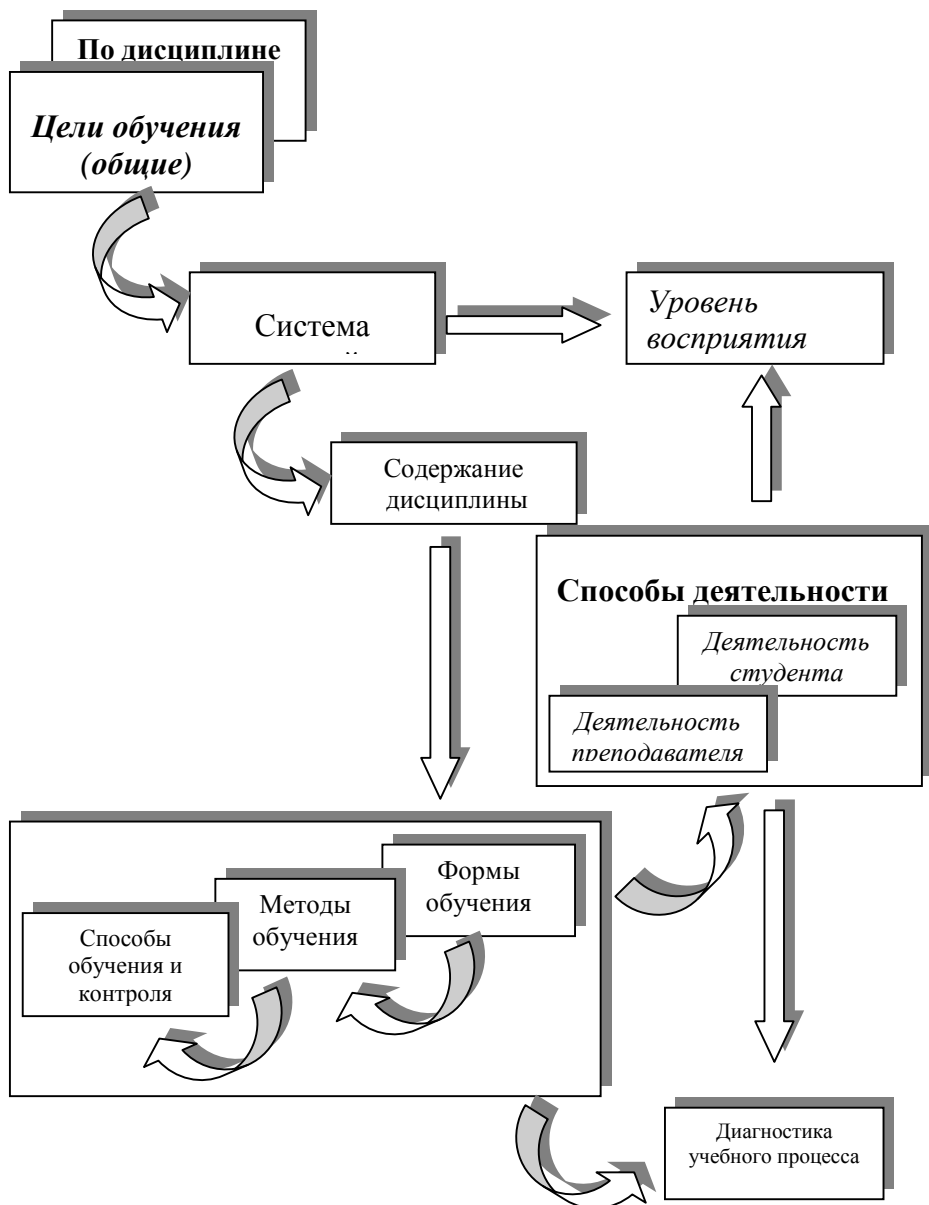 По дисциплине
Цели обучения
(общие)
Система
Уровень
восприятия
Содержание
дисциплины
Способы деятельности
Деятельность
студента
Деятельность
преподавателя
Формы
обучения
Методы
обучения
Способы
обучения и
контроля
Диагностика
учебного процесса